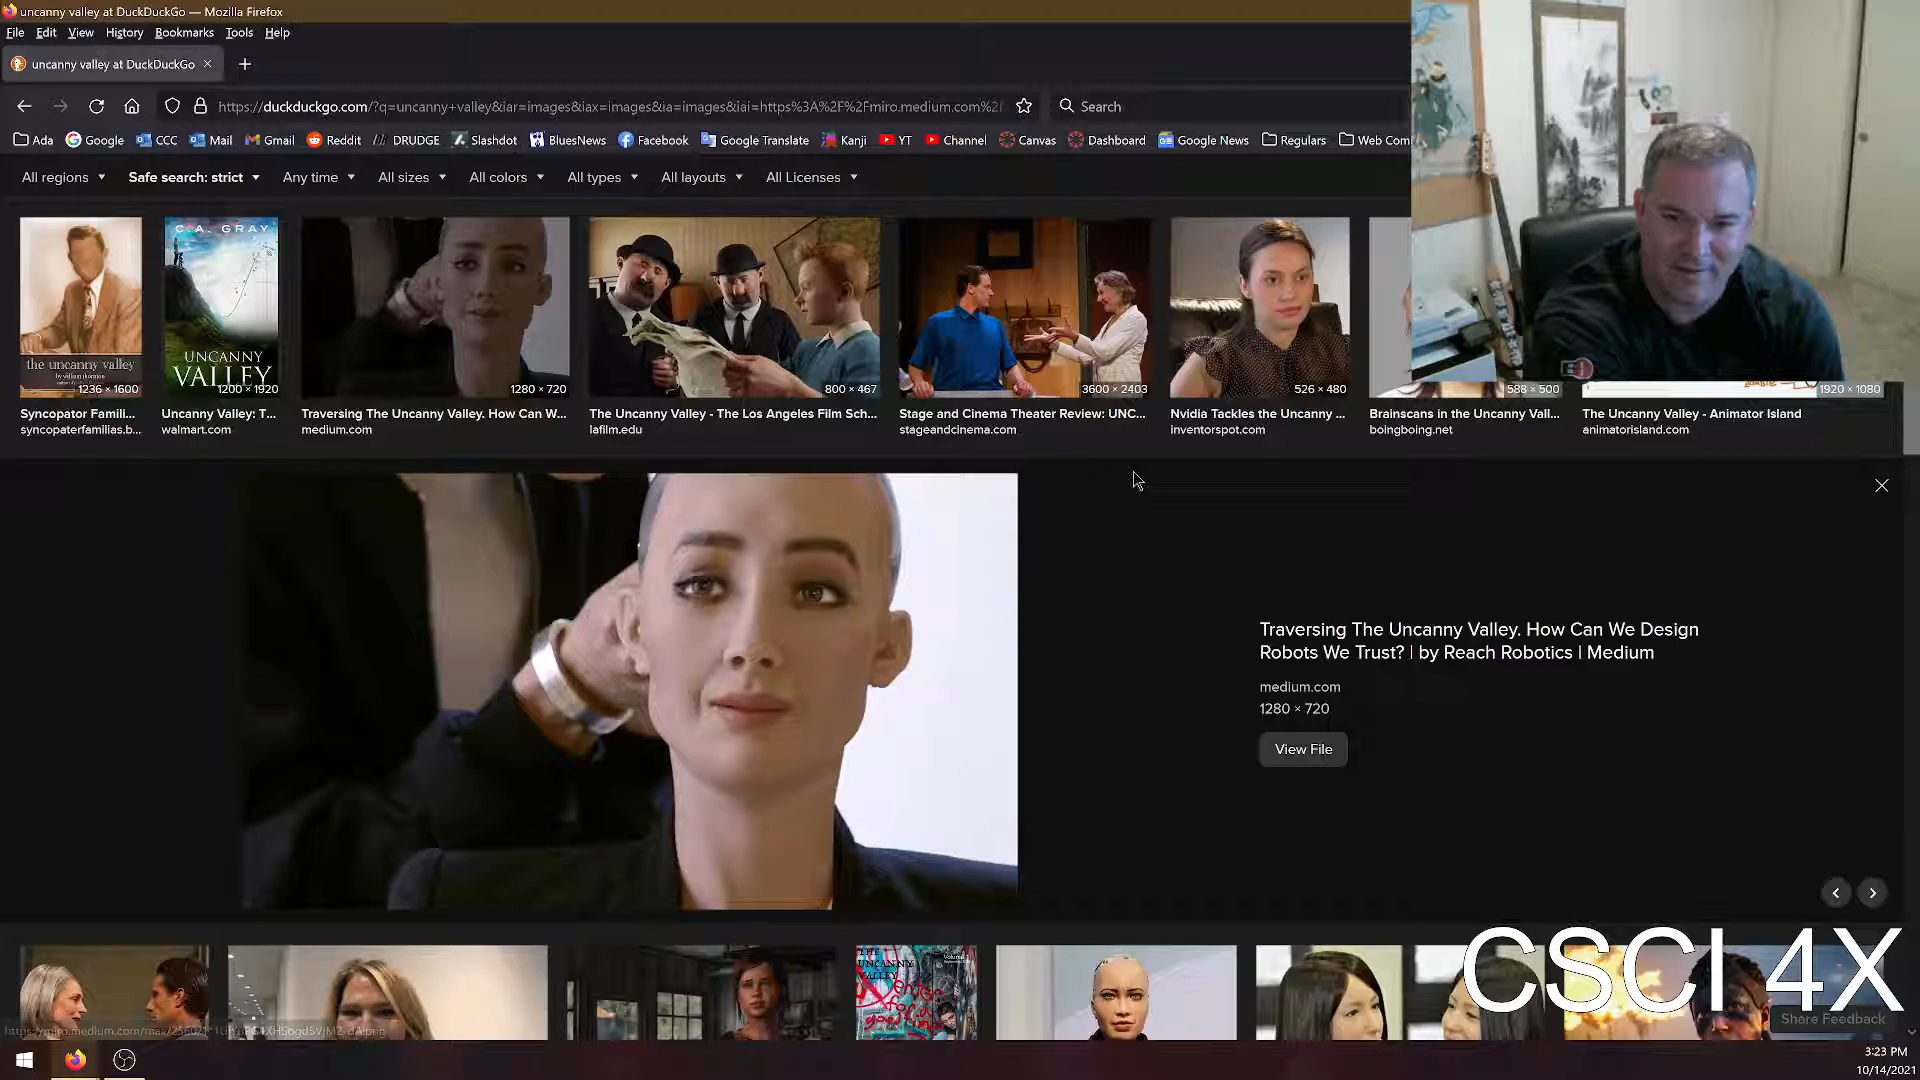 uncanny valley at DuckDuckGo — Mozilla Firefox
File Edit View History Bookmarks Tools Help
uncanny valley at DuckDuckGo
https://duckduckgo.com/?q=uncanny+valley&iar=images&iax=images&ia=images&iai=https%3A%2F%2Fmiro.medium.com%2
Search
Ada Google CCC Mail Gmail Reddit DRUDGE Slashdot BluesNews Facebook Google Translate Kanji YT Channel Canvas Dashboard Google News Regulars Web Comi
All regions Safe search: strict Any time All sizes All colors All types All layouts All Licenses
C. A. GRAY
the uncanny valley
by william thornton
UNCANNY
VALLEY
1236 × 1600 1200 × 1920 1280 × 720 800 × 467 3600 × 2403 526 × 480 588 × 500 1920 × 1080
Syncopator Famili... Uncanny Valley: T... Traversing The Uncanny Valley. How Can W... The Uncanny Valley - The Los Angeles Film Sch... Stage and Cinema Theater Review: UNC... Nvidia Tackles the Uncanny ... Brainscans in the Uncanny Vall... The Uncanny Valley - Animator Island
syncopaterfamilias.b... walmart.com medium.com lafilm.edu stageandcinema.com inventorspot.com boingboing.net animatorisland.com
Traversing The Uncanny Valley. How Can We Design
Robots We Trust? | by Reach Robotics | Medium
medium.com
1280 × 720
View File
THE
UNCANNY
VALLEY
CSCI 4X
Share Feedback
3:23 PM
10/14/2021